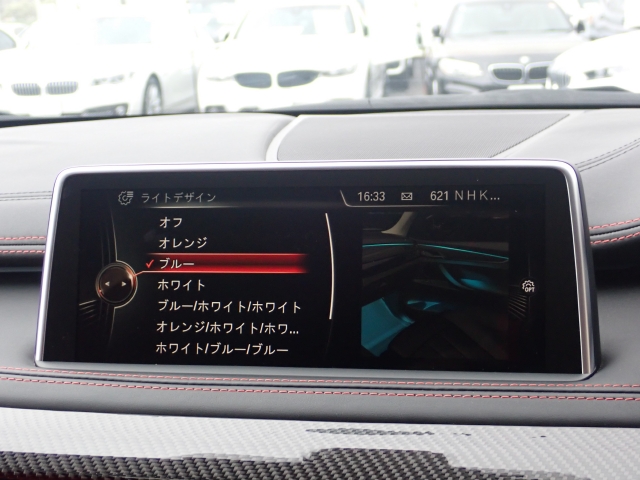 ライトデザイン 16:33 621 NHK...
オフ
オレンジ
ブルー
ホワイト
ブルー/ホワイト/ホワイト
オレンジ/ホワイト/ホワ...
ホワイト/ブルー/ブルー
OFF